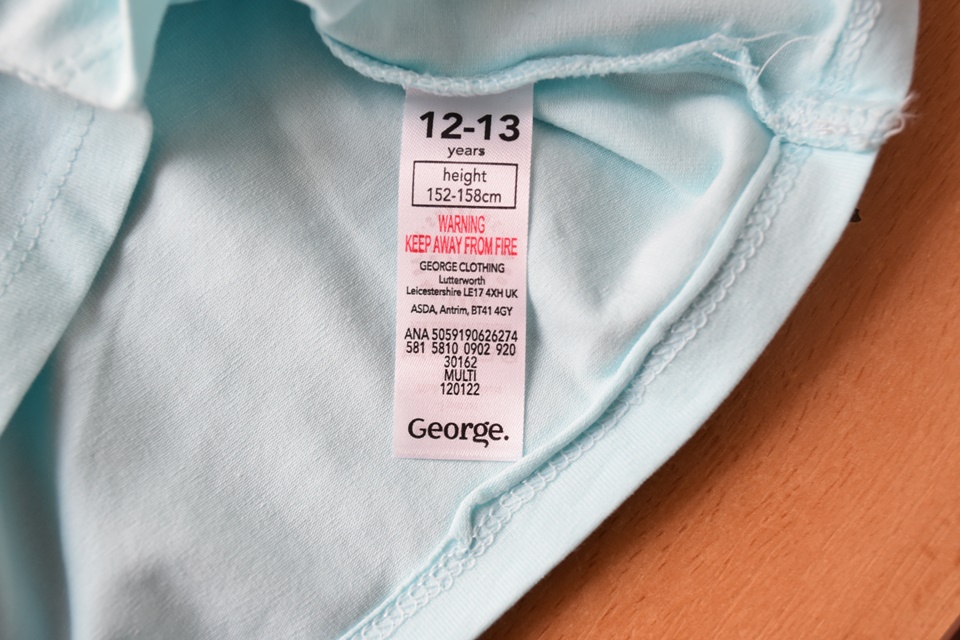 12-13
years
height
152-158cm
WARNING
KEEP AWAY FROM FIRE
GEORGE CLOTHING
Lutterworth
Leicestershire LE17 4XH UK
ASDA, Antrim, BT41 4GY
ANA 5059190626274
581 5810 0902 920
30162
MULTI
120122
George.